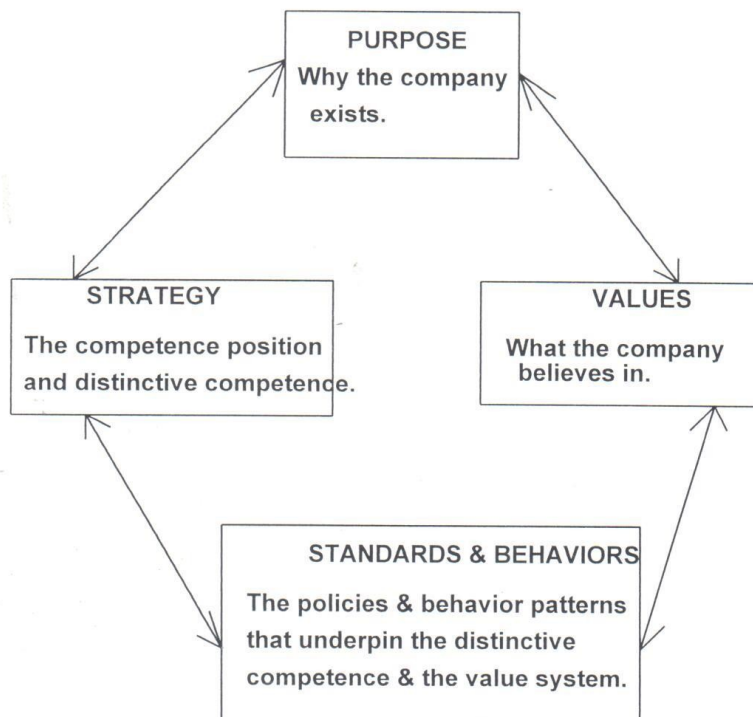 PURPOSE
Why the company
exists.
STRATEGY
The competence position
and distinctive competence.
VALUES
What the company
believes in.
STANDARDS & BEHAVIORS
The policies & behavior patterns
that underpin the distinctive
competence & the value system.